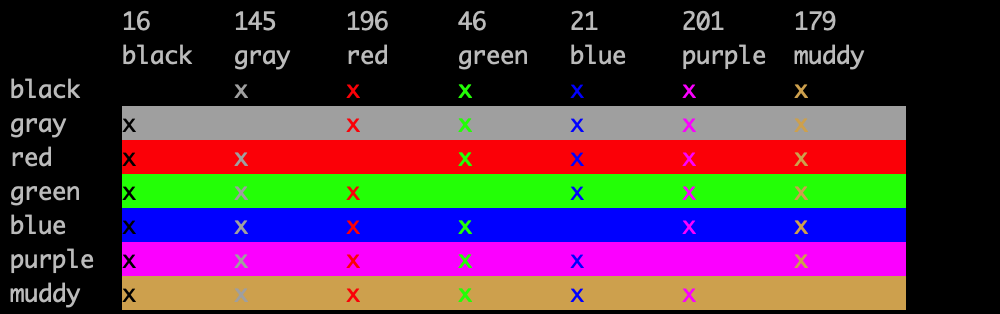 16 145 196 46 21 201 179
black gray red green blue purple muddy
black x x x x x x
gray x x x x x x
red x x x x x x
green x x x x x x
blue x x x x x x
purple x x x x x x
muddy x x x x x x